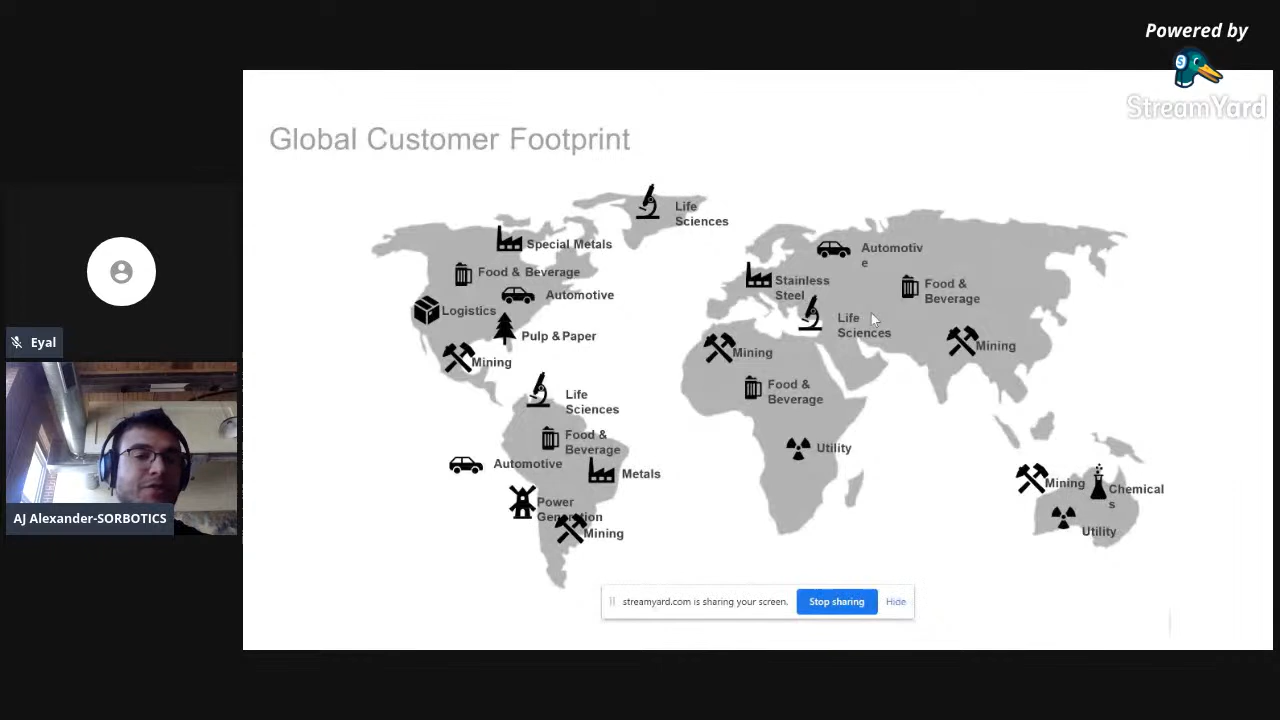 Powered by
StreamYard
Global Customer Footprint
Life
Sciences
Special Metals
Food & Beverage
Automotive
Logistics
Pulp & Paper
Mining
Life
Sciences
Food &
Beverage
Automotive
Metals
Power
Generation
Mining
Automotiv
e
Stainless
Steel
Food &
Beverage
Life
Sciences
Mining
Mining
Food &
Beverage
Utility
Mining
Chemical
s
Utility
Eyal
AJ Alexander-SORBOTICS
streamyard.com is sharing your screen.
Stop sharing
Hide